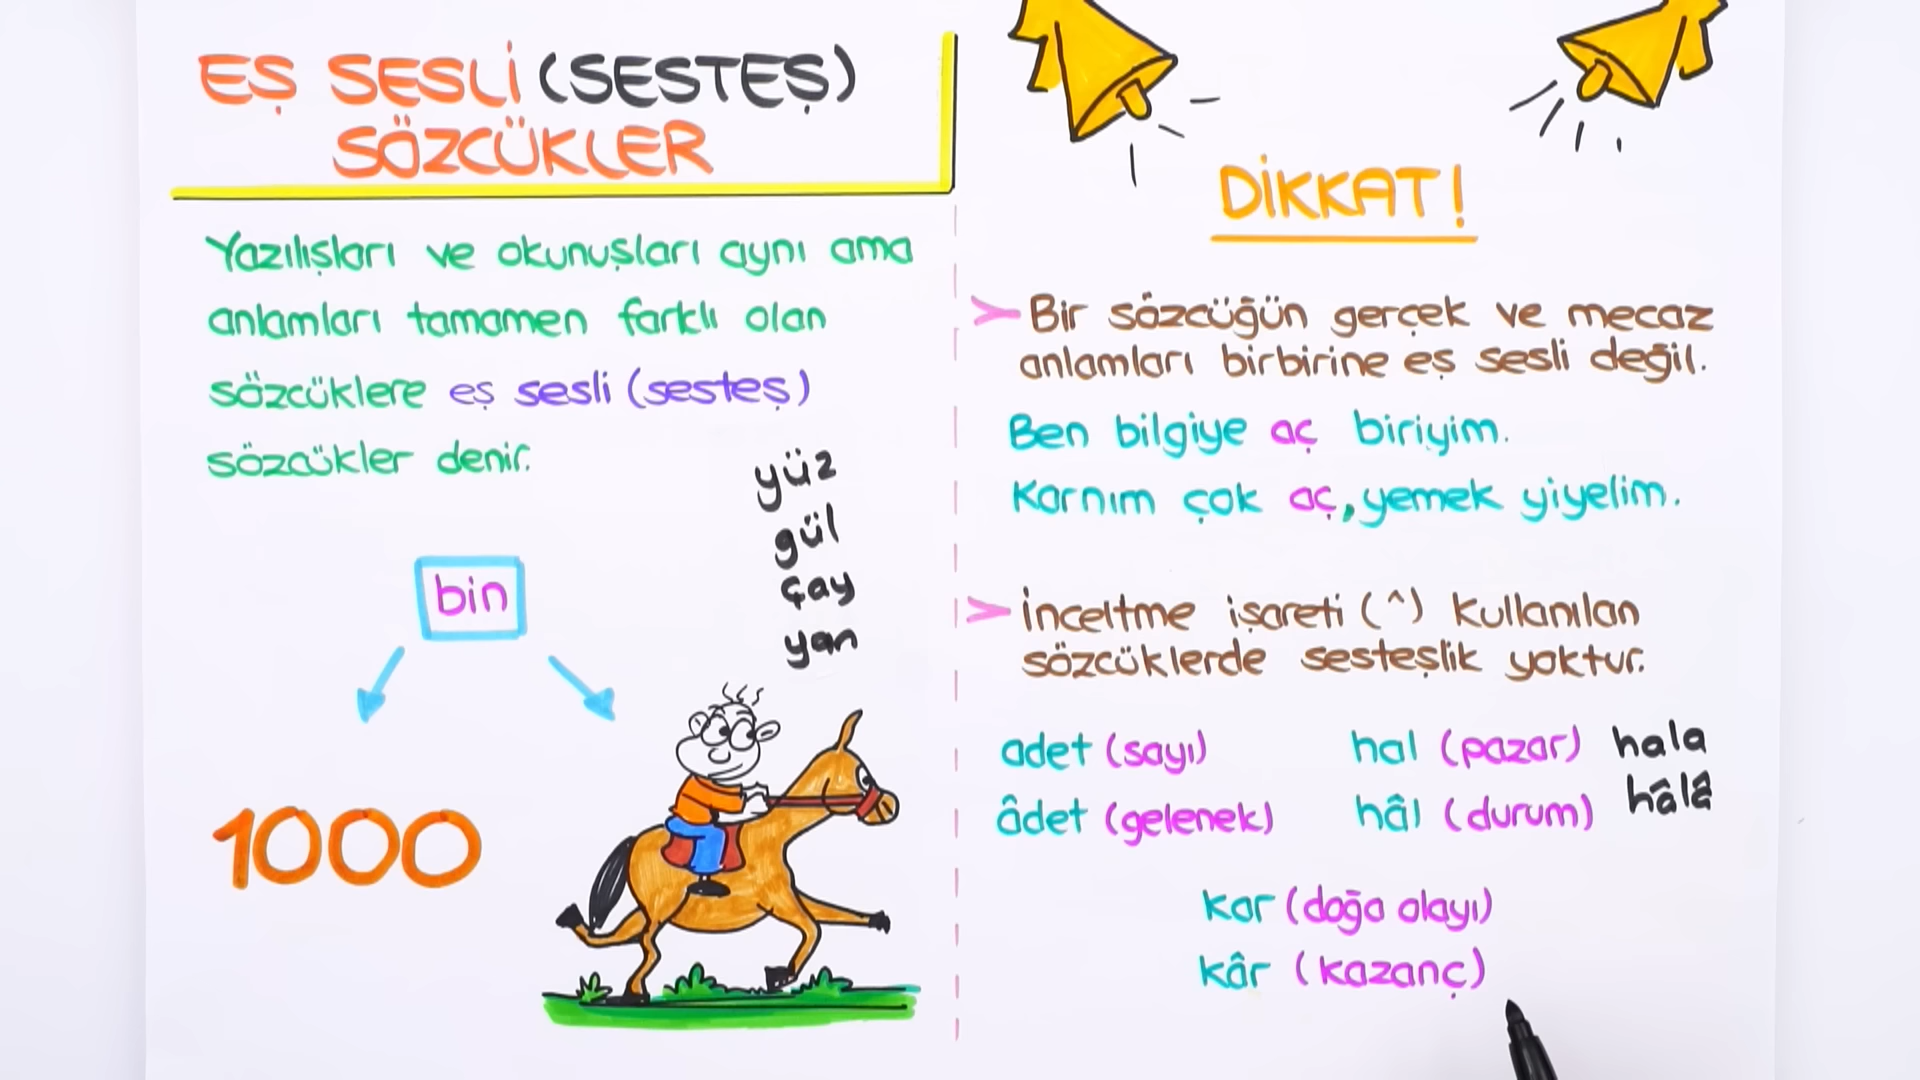 EŞ SESLİ (SESTEŞ)
SÖZCÜKLER
Yazılışları ve okunuşları aynı ama
anlamları tamamen farklı olan
sözcüklere eş sesli (sesteş)
sözcükler denir.
yüz
gül
çay
yan
bin
1000
DİKKAT!
Bir sözcüğün gerçek ve mecaz
anlamları birbirine eş sesli değil.
Ben bilgiye aç biriyim.
Karnım çok aç, yemek yiyelim.
İnceltme işareti (^) kullanılan
sözcüklerde sesteşlik yoktur.
adet (sayı)
âdet (gelenek)
hal (pazar)
hâl (durum)
hala
hâlâ
kar (doğa olayı)
kâr (kazanç)